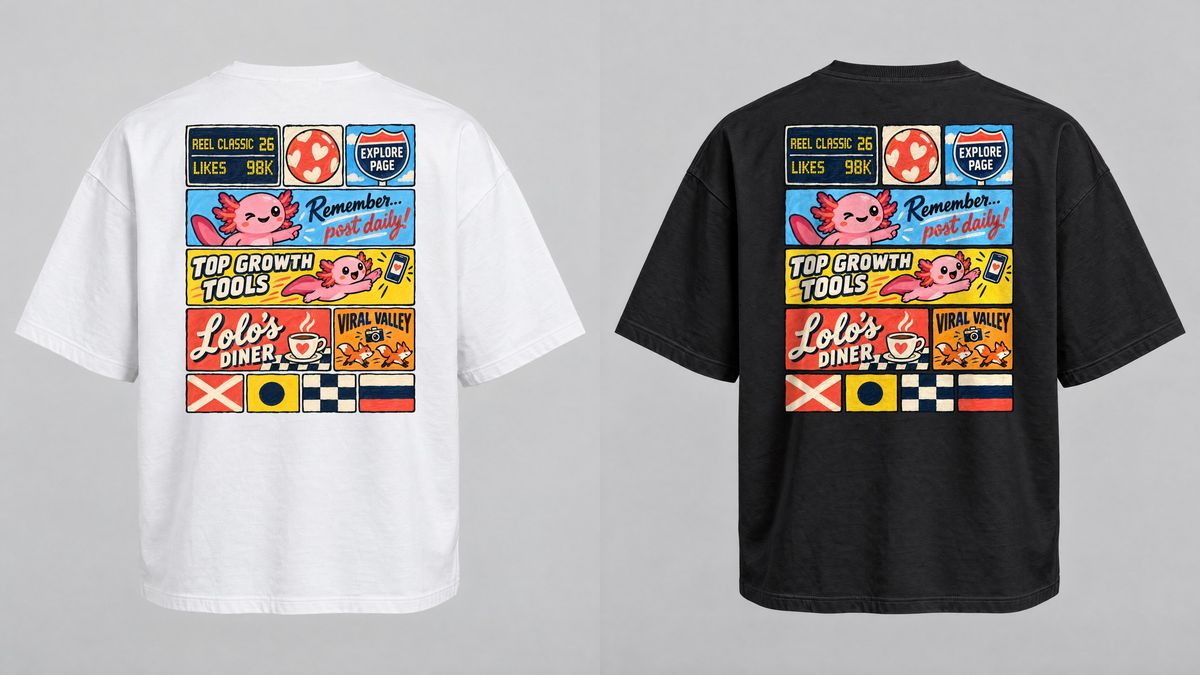 REEL CLASSIC 26
LIKES 98K
EXPLORE
PAGE
Remember...
post daily!
TOP GROWTH
TOOLS
Lolo's
DINER
VIRAL VALLEY
REEL CLASSIC 26
LIKES 98K
EXPLORE
PAGE
Remember...
post daily!
TOP GROWTH
TOOLS
Lolo's
DINER
VIRAL VALLEY